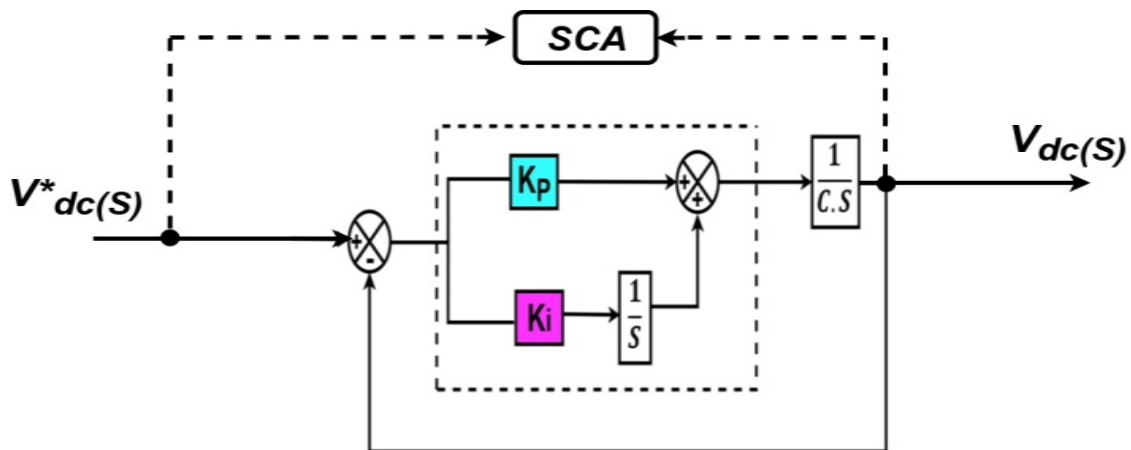 SCA
V*dc(S)
+
-
KP
Ki
1
s
+
+
1
c.s
Vdc(S)